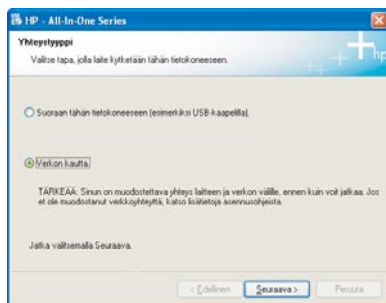 HP - All-In-One Series
Yhteystyyppi
Valitse tapa, jolla laite kytketään tähän tietokoneeseen.
hp
Suoraan tähän tietokoneeseen (esimerkiksi USB-kaapelilla).
Verkon kautta.
TÄRKEÄÄ: Sinun on muodostettava yhteys laitteen ja verkon välille, ennen kuin voit jatkaa. Jos
et ole muodostanut verkkoyhteyttä, katso lisätietoja asennusohjeista.
Jatka valitsemalla Seuraava.
< Edellinen Seuraava > Peruuta